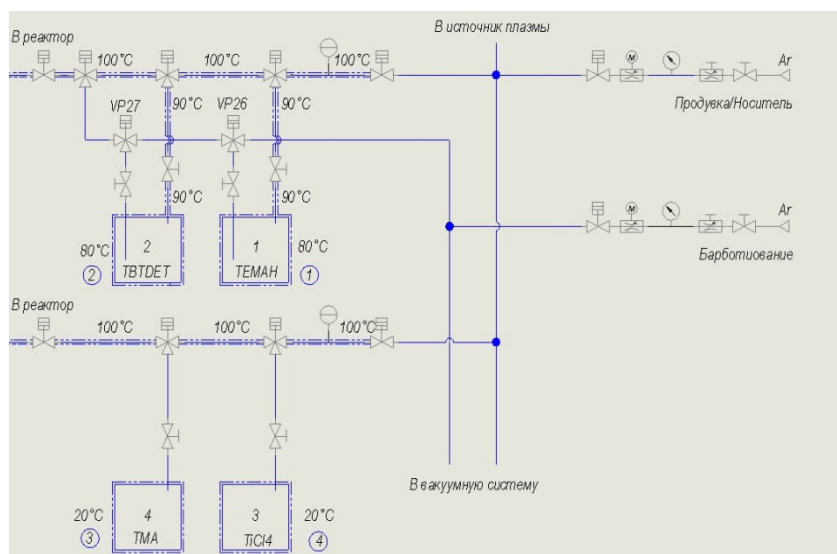 В источник плазмы
В реактор
100°C
100°C
100°C
M
Ar
Продувка/Носитель
90°C
90°C
VP27
VP26
90°C
90°C
M
Ar
Барботиование
80°C
2
TBTDET
1
TEMAH
80°C
2
1
В реактор
100°C
100°C
100°C
В вакуумную систему
20°C
4
TMA
3
TiCl4
20°C
3
4